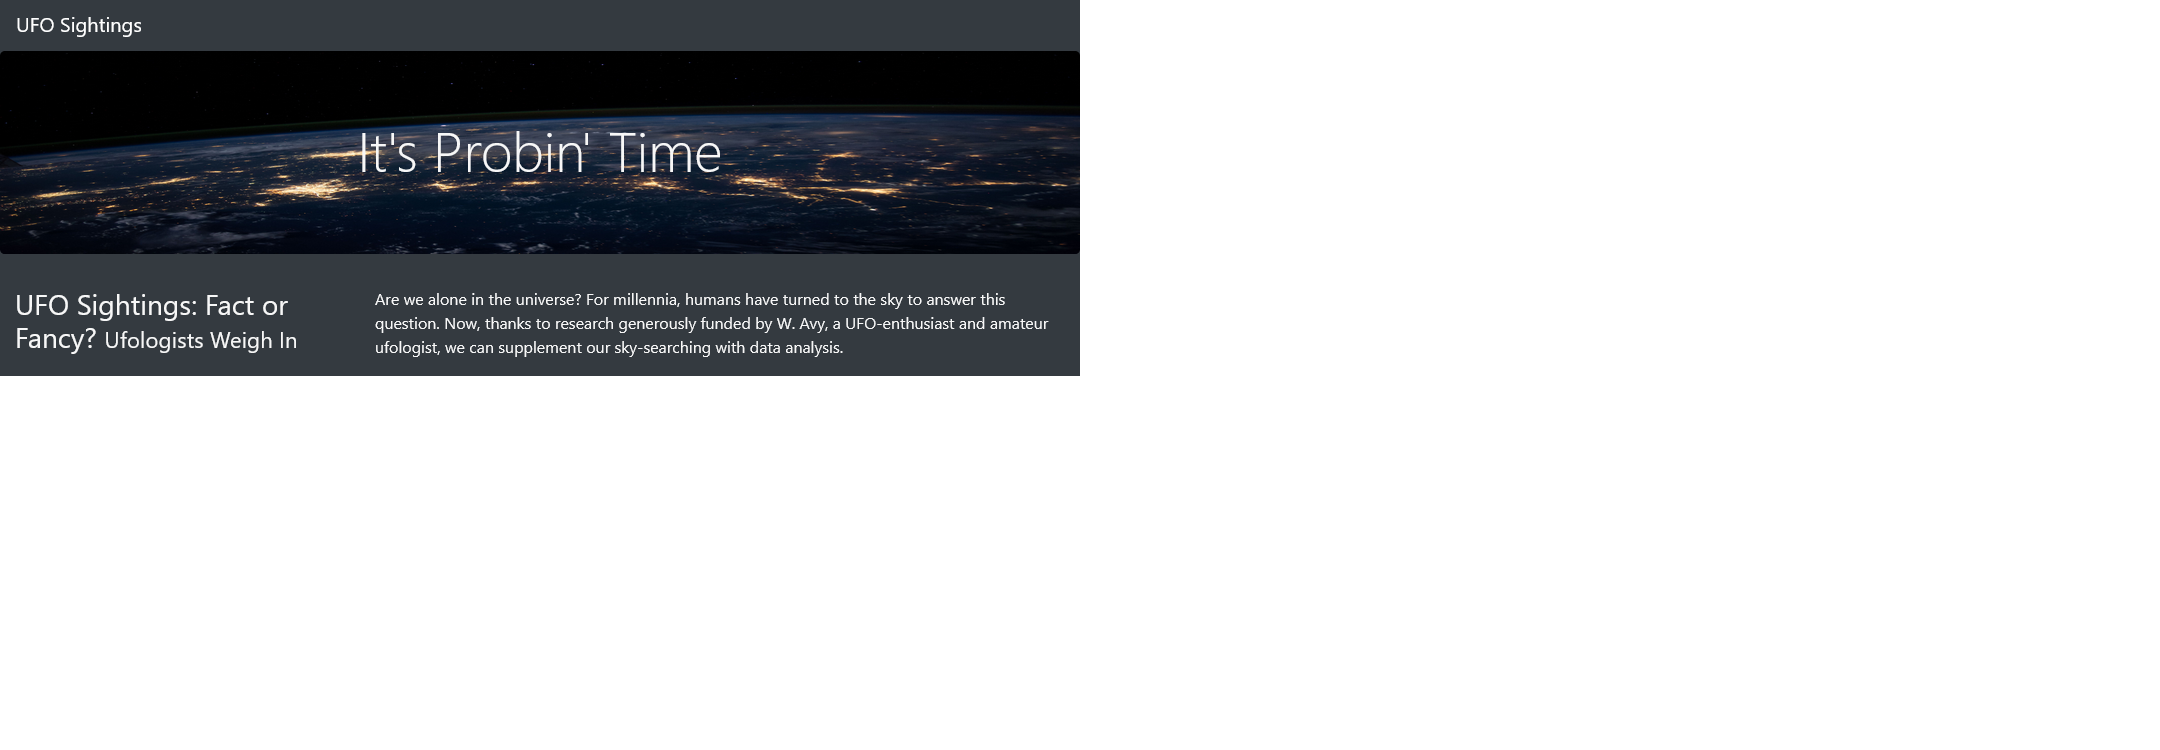 UFO Sightings
It's Probin' Time
UFO Sightings: Fact or
Fancy? Ufologists Weigh In
Are we alone in the universe? For millennia, humans have turned to the sky to answer this
question. Now, thanks to research generously funded by W. Avy, a UFO-enthusiast and amateur
ufologist, we can supplement our sky-searching with data analysis.